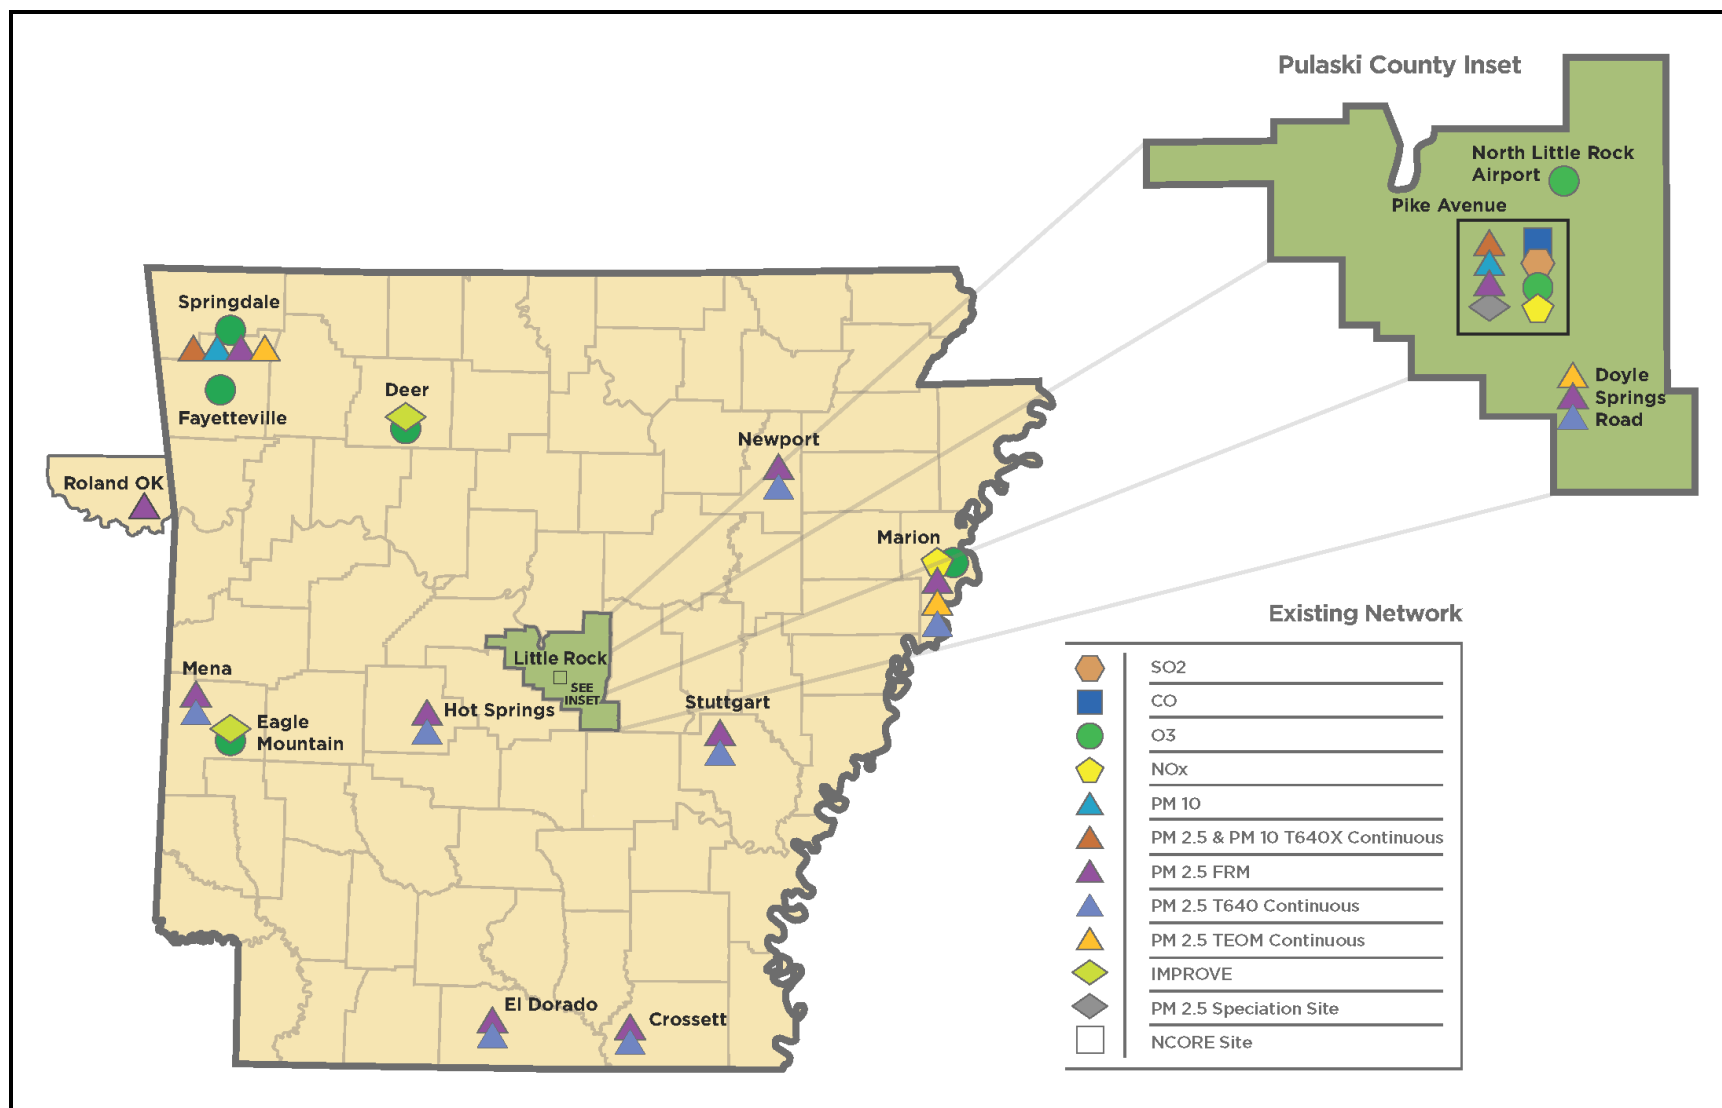 Pulaski County Inset
North Little Rock
Airport
Pike Avenue
Doyle
Springs
Road
Springdale
Fayetteville
Deer
Newport
Roland OK
Marion
Little Rock
SEE
INSET
Mena
Eagle
Mountain
Hot Springs
Stuttgart
El Dorado
Crossett
Existing Network
SO2
CO
O3
NOx
PM 10
PM 2.5 & PM 10 T640X Continuous
PM 2.5 FRM
PM 2.5 T640 Continuous
PM 2.5 TEOM Continuous
IMPROVE
PM 2.5 Speciation Site
NCORE Site